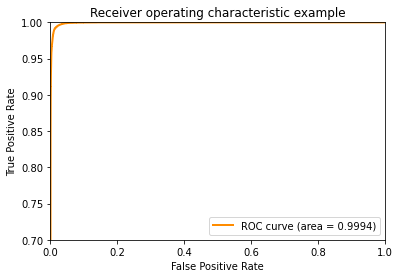 Receiver operating characteristic example
True Positive Rate
1.00
0.95
0.90
0.85
0.80
0.75
0.70
ROC curve (area = 0.9994)
0.0 0.2 0.4 0.6 0.8 1.0
False Positive Rate